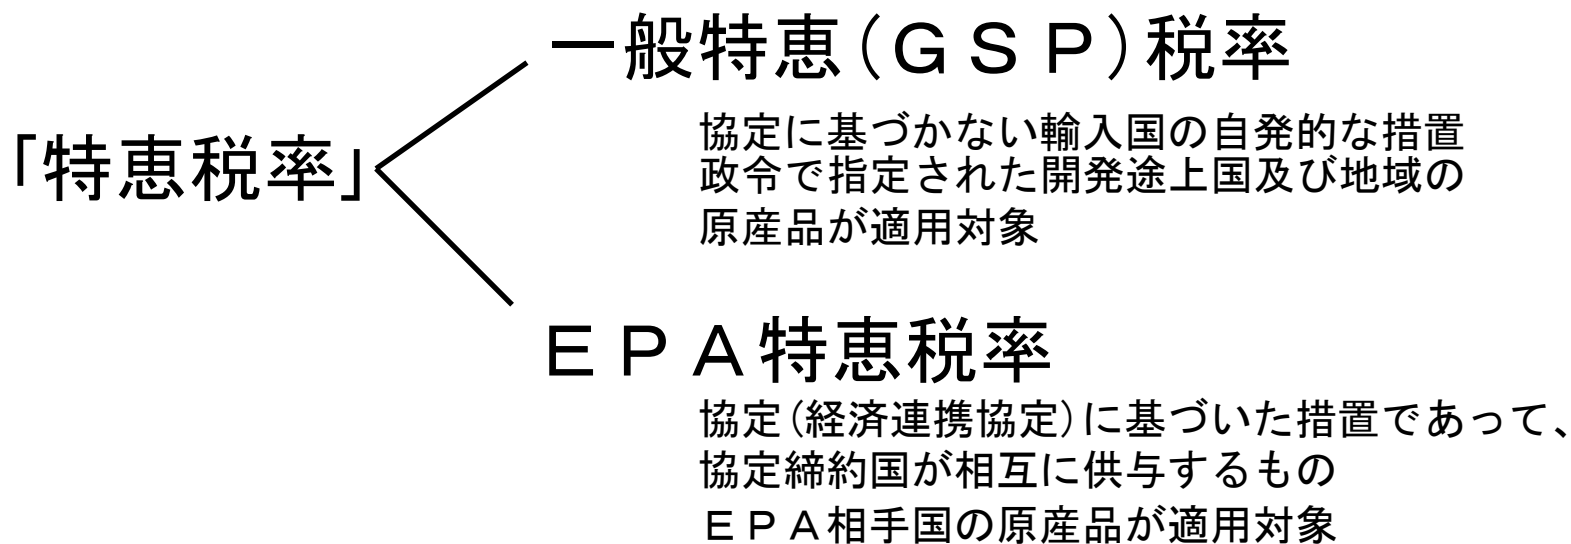 「特恵税率」
一般特恵(GSP)税率
協定に基づかない輸入国の自発的な措置
政令で指定された開発途上国及び地域の
原産品が適用対象
EPA特恵税率
協定(経済連携協定)に基づいた措置であって、
協定締約国が相互に供与するもの
EPA相手国の原産品が適用対象